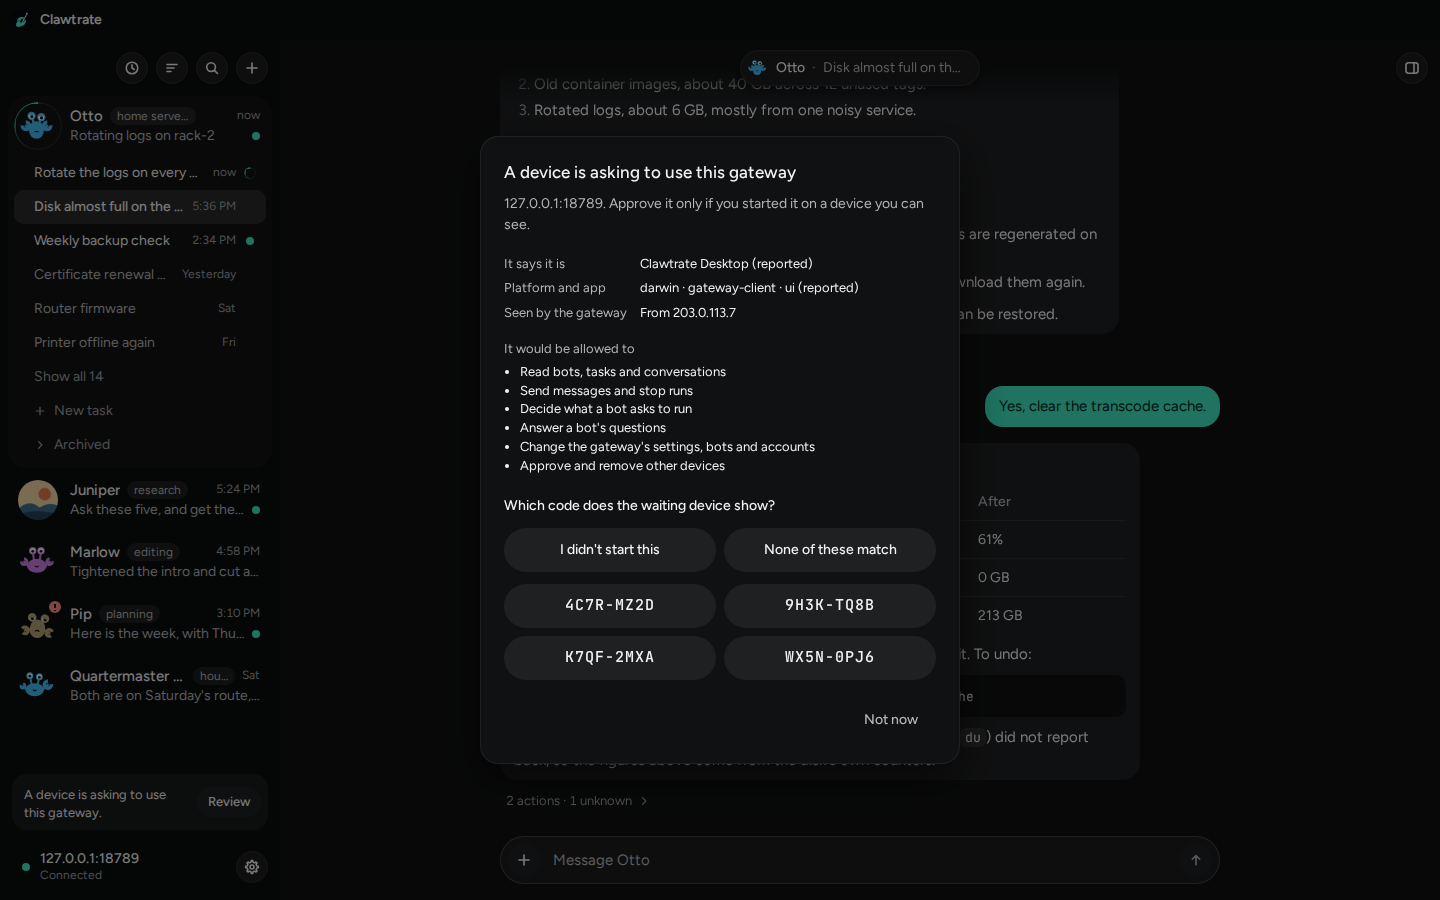 Clawtrate
Otto home serve... now
Rotating logs on rack-2
Rotate the logs on every ... now
Disk almost full on the ... 5:36 PM
Weekly backup check 2:34 PM
Certificate renewal ... Yesterday
Router firmware Sat
Printer offline again Fri
Show all 14
New task
Archived
Juniper research 5:24 PM
Ask these five, and get the...
Marlow editing 4:58 PM
Tightened the intro and cut a...
Pip planning 3:10 PM
Here is the week, with Thu...
Quartermaster ... hou... Sat
Both are on Saturday's route,...
A device is asking to use
this gateway.
Review
127.0.0.1:18789
Connected
Otto · Disk almost full on th...
2. Old container images, about 40 GB across 12 unused tags.
3. Rotated logs, about 6 GB, mostly from one noisy service.
s are regenerated on
wnload them again.
an be restored.
Yes, clear the transcode cache.
After
61%
0 GB
213 GB
it. To undo:
he
du) did not report
2 actions · 1 unknown
Message Otto
A device is asking to use this gateway
127.0.0.1:18789. Approve it only if you started it on a device you can
see.
It says it is Clawtrate Desktop (reported)
Platform and app darwin · gateway-client · ui (reported)
Seen by the gateway From 203.0.113.7
It would be allowed to
• Read bots, tasks and conversations
• Send messages and stop runs
• Decide what a bot asks to run
• Answer a bot's questions
• Change the gateway's settings, bots and accounts
• Approve and remove other devices
Which code does the waiting device show?
I didn't start this None of these match
4C7R-MZ2D 9H3K-TQ8B
K7QF-2MXA WX5N-0PJ6
Not now